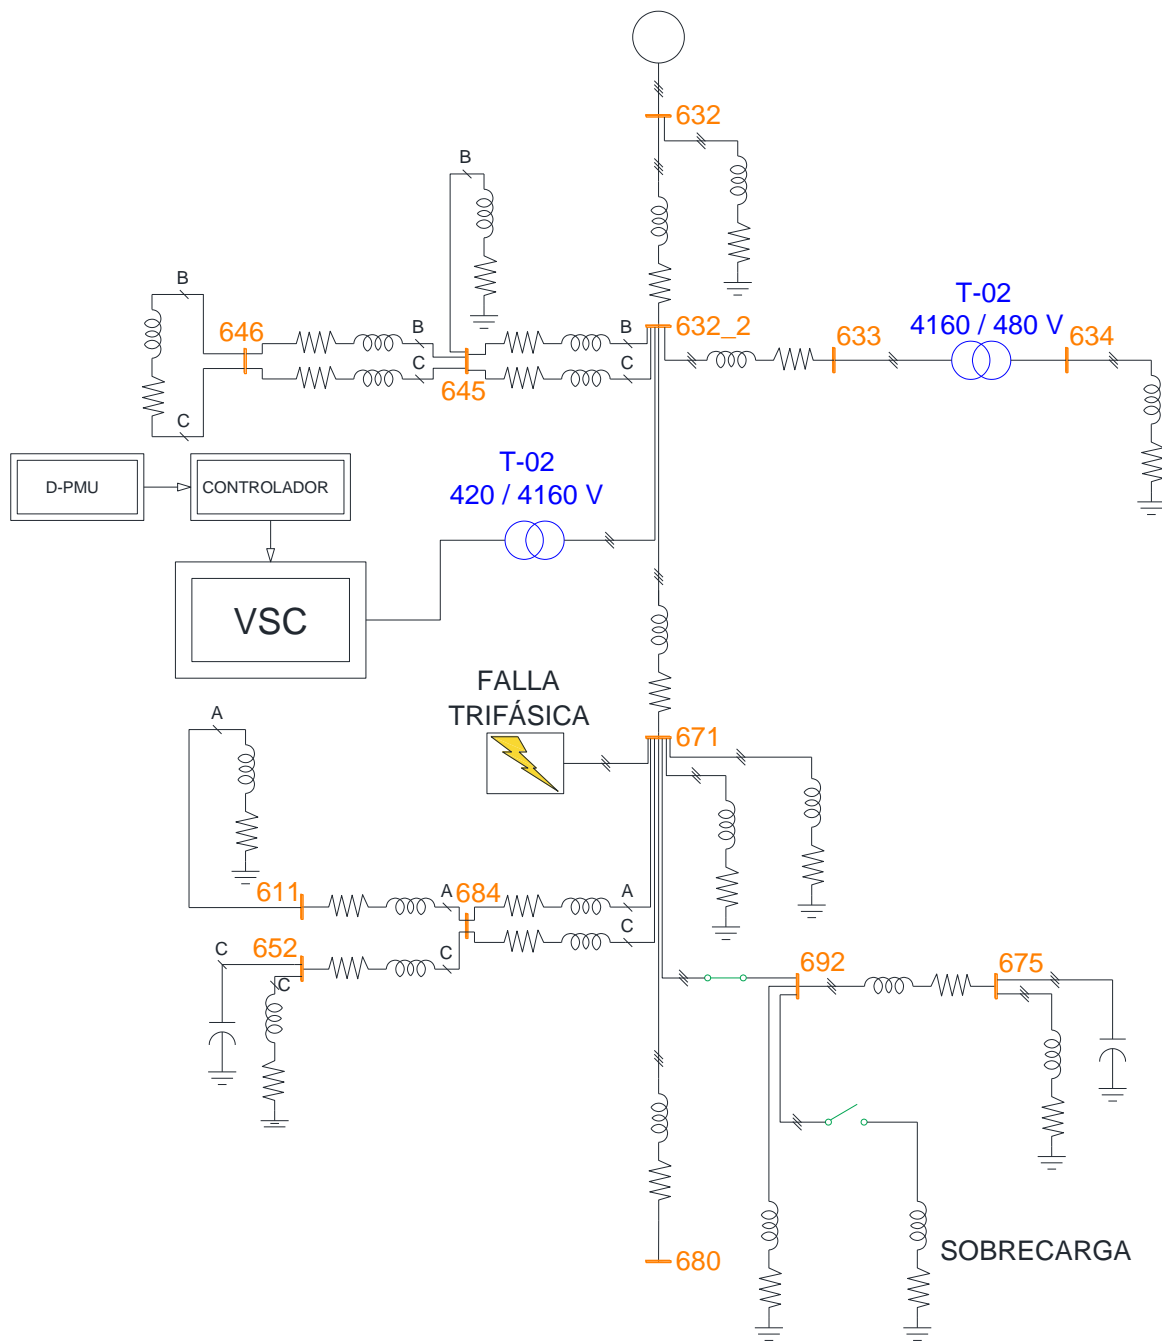 632
B
B
T-02
4160 / 480 V
646
B
B
632_2
633
634
C
C
645
C
T-02
420 / 4160 V
D-PMU
CONTROLADOR
VSC
FALLA
TRIFÁSICA
A
671
611
A
684
A
C
652
C
C
C
692
675
SOBRECARGA
680